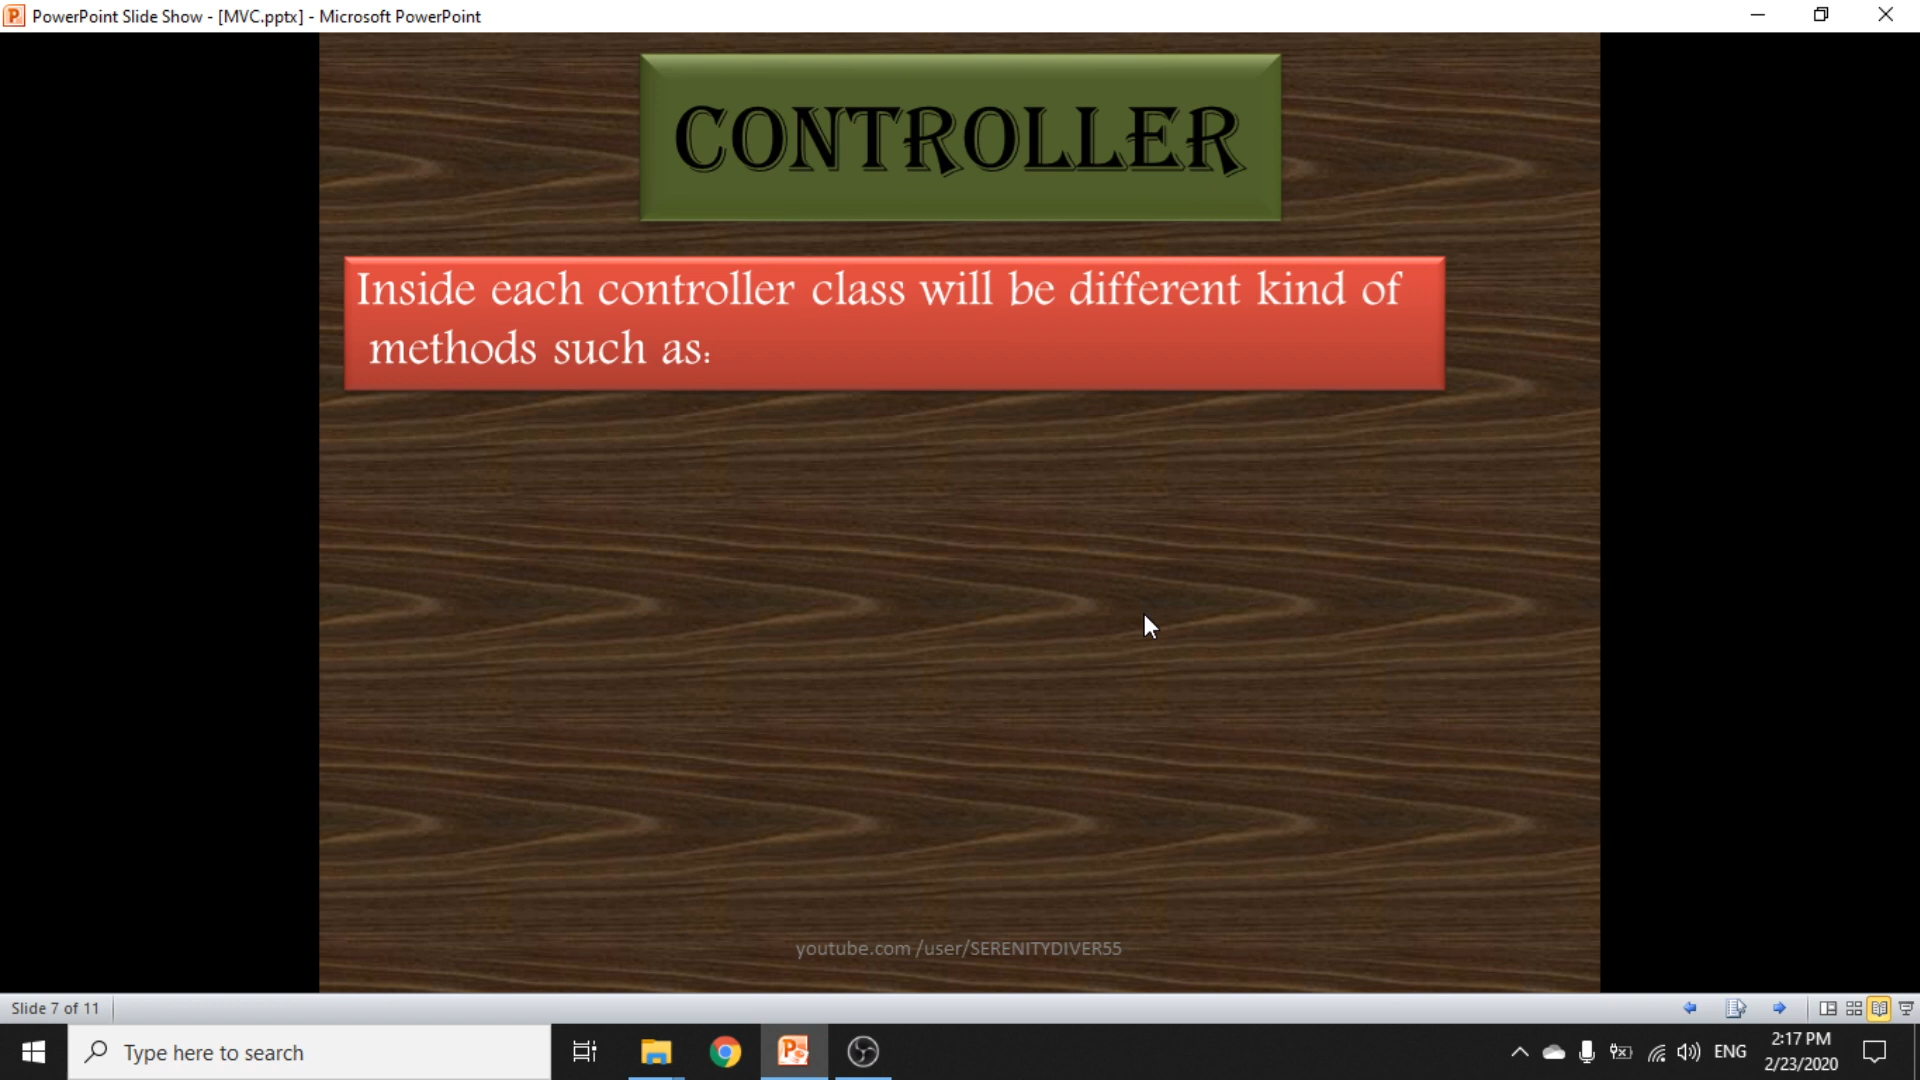 PowerPoint Slide Show - [MVC.pptx] - Microsoft PowerPoint
CONTROLLER
Inside each controller class will be different kind of
methods such as:
youtube.com /user/SERENITYDIVER55
Slide 7 of 11
Type here to search
ENG
2:17 PM
2/23/2020